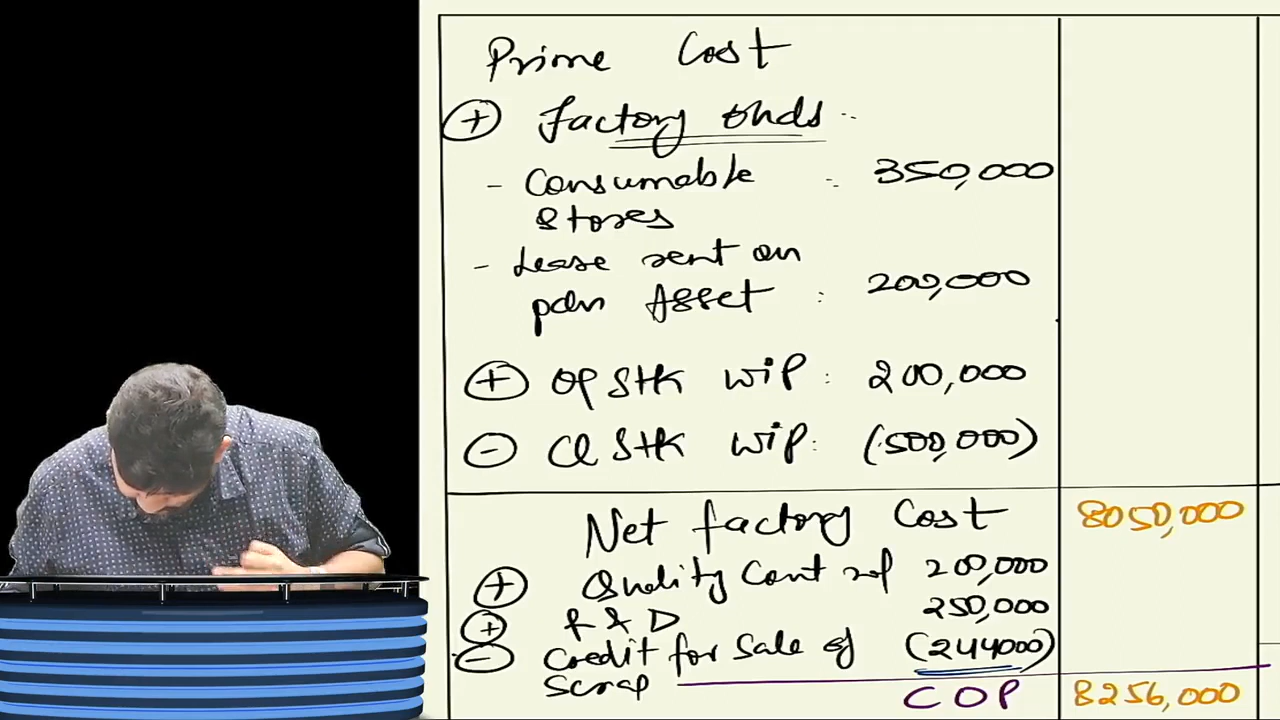 Prime Cost
+ Factory Ohds :-
- Consumable :- 350,000
Stores
- Lease rent on
pdn Asset : 200,000
+ Op Stk WIP : 200,000
- Cl Stk WIP : (500,000)
Net factory Cost 8050,000
+ Quality Cont 200,000
+ R & D 250,000
- Credit for Sale of (244000)
Scrap COP 8256,000